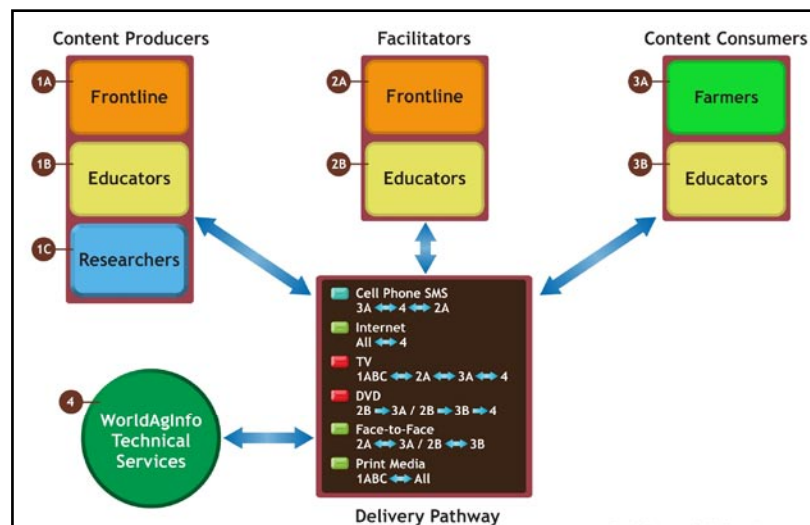 Content Producers
1A
Frontline
1B
Educators
1C
Researchers
Facilitators
2A
Frontline
2B
Educators
Content Consumers
3A
Farmers
3B
Educators
4
WorldAgInfo
Technical
Services
Cell Phone SMS
3A 4 2A
Internet
All 4
TV
1ABC 2A 3A 4
DVD
2B 3A / 2B 3B 4
Face-to-Face
2A 3A / 2B 3B
Print Media
1ABC All
Delivery Pathway